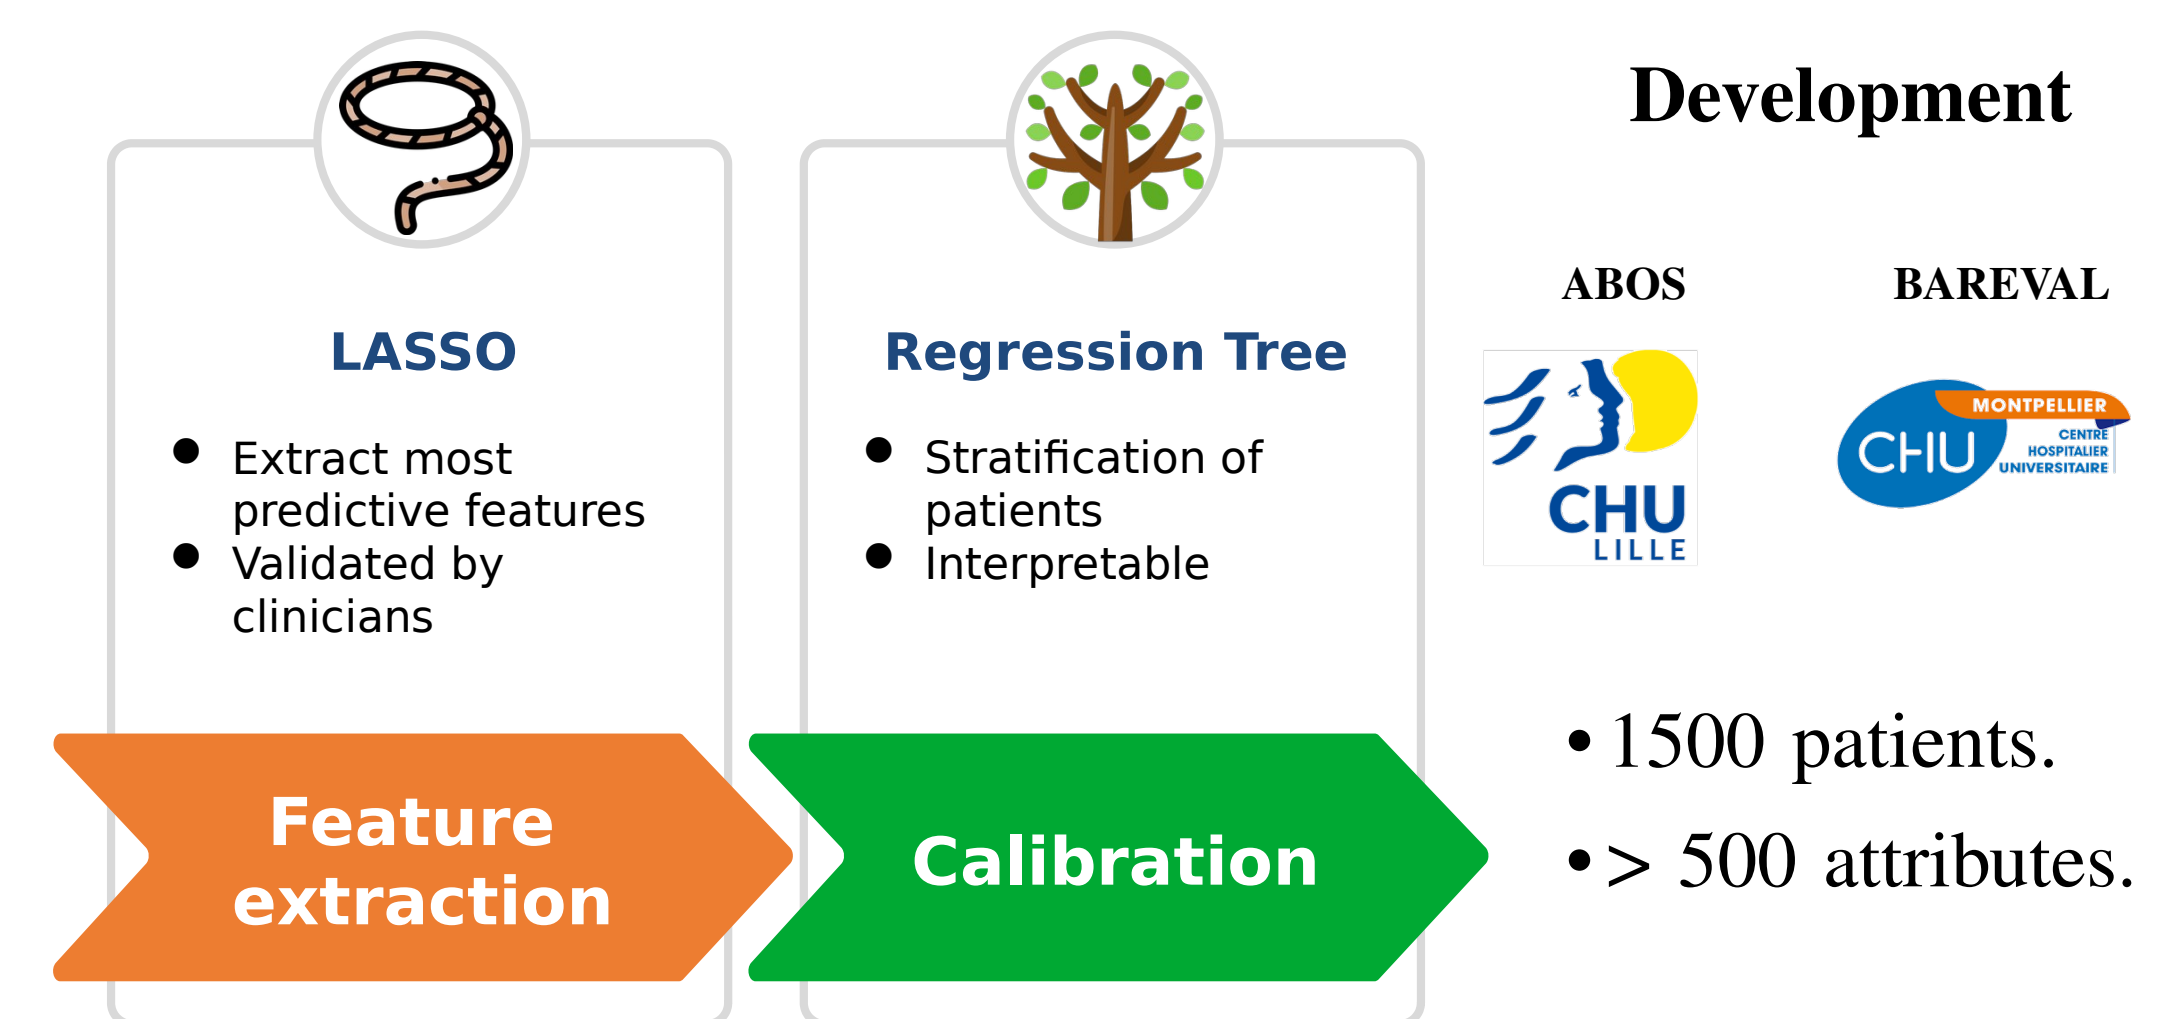 LASSO
● Extract most
predictive features
● Validated by
clinicians
Feature
extraction
Regression Tree
● Stratification of
patients
● Interpretable
Calibration
Development
ABOS
CHU
LILLE
BAREVAL
MONTPELLIER
CHU
CENTRE
HOSPITALIER
UNIVERSITAIRE
• 1500 patients.
• > 500 attributes.